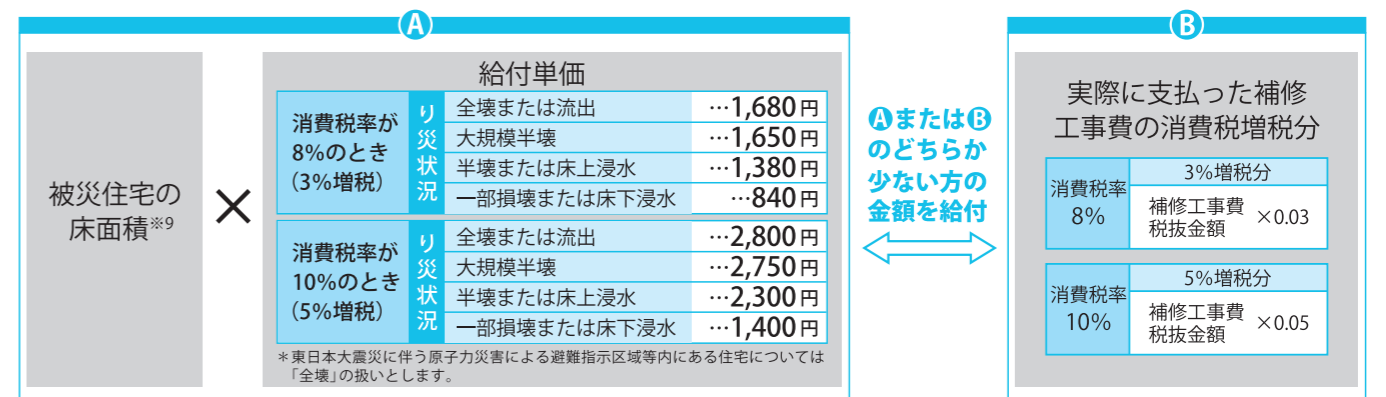 A
被災住宅の
床面積※9
×
給付単価
消費税率が
8%のとき
（3%増税）
り災状況
全壊または流出 …1,680円
大規模半壊 …1,650円
半壊または床上浸水 …1,380円
一部損壊または床下浸水 …840円
消費税率が
10%のとき
（5%増税）
り災状況
全壊または流出 …2,800円
大規模半壊 …2,750円
半壊または床上浸水 …2,300円
一部損壊または床下浸水 …1,400円
＊東日本大震災に伴う原子力災害による避難指示区域等内にある住宅については
「全壊」の扱いとします。
AまたはB
のどちらか
少ない方の
金額を給付
B
実際に支払った補修
工事費の消費税増税分
消費税率
8%
3%増税分
補修工事費
税抜金額 ×0.03
消費税率
10%
5%増税分
補修工事費
税抜金額 ×0.05